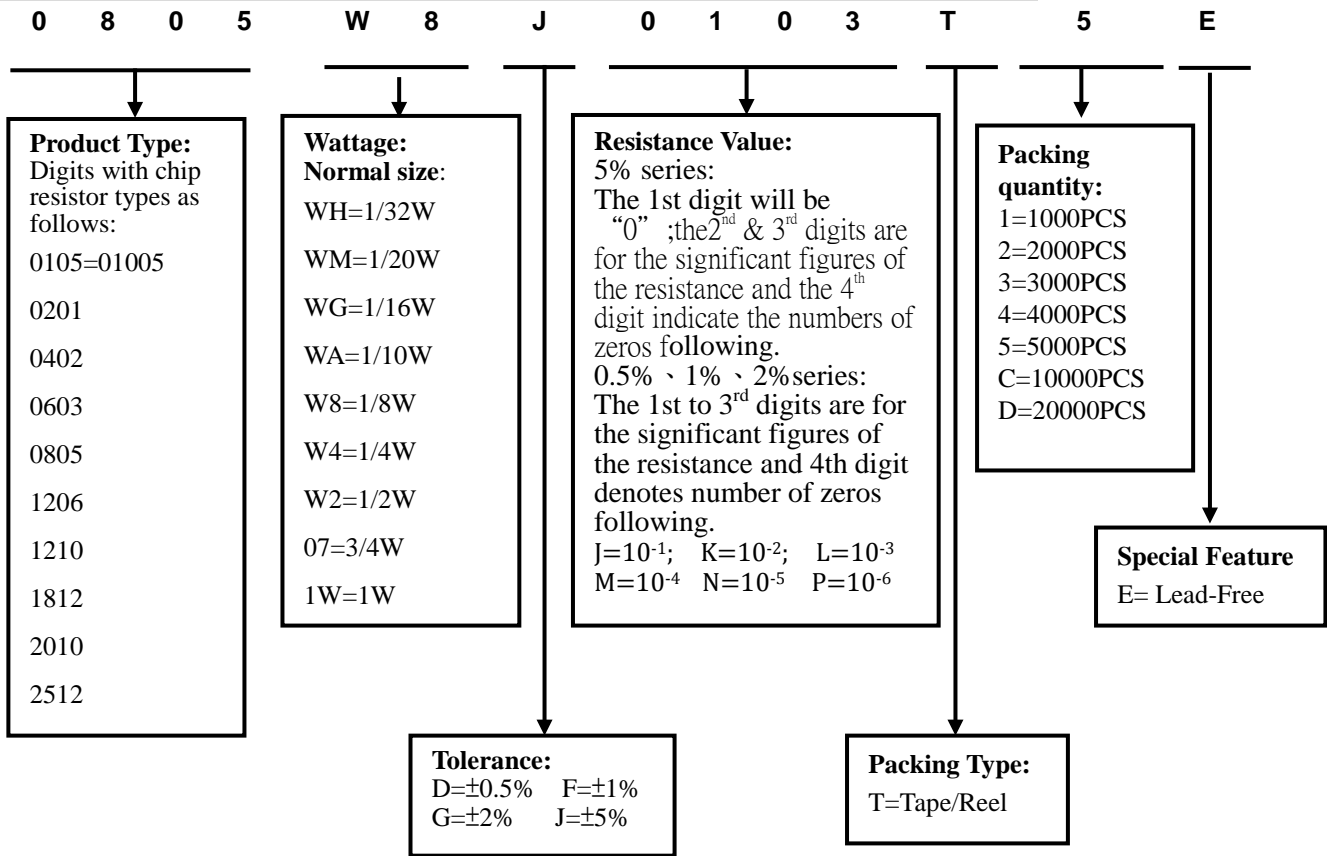 0 8 0 5 W 8 J 0 1 0 3 T 5 E
Product Type:
Digits with chip
resistor types as
follows:
0105=01005
0201
0402
0603
0805
1206
1210
1812
2010
2512
Wattage:
Normal size:
WH=1/32W
WM=1/20W
WG=1/16W
WA=1/10W
W8=1/8W
W4=1/4W
W2=1/2W
07=3/4W
1W=1W
Resistance Value:
5% series:
The 1st digit will be
“0” ;the2nd & 3rd digits are
for the significant figures of
the resistance and the 4th
digit indicate the numbers of
zeros following.
0.5%、1%、2%series:
The 1st to 3rd digits are for
the significant figures of
the resistance and 4th digit
denotes number of zeros
following.
J=10-1; K=10-2; L=10-3
M=10-4 N=10-5 P=10-6
Packing
quantity:
1=1000PCS
2=2000PCS
3=3000PCS
4=4000PCS
5=5000PCS
C=10000PCS
D=20000PCS
Special Feature
E= Lead-Free
Tolerance:
D=±0.5% F=±1%
G=±2% J=±5%
Packing Type:
T=Tape/Reel